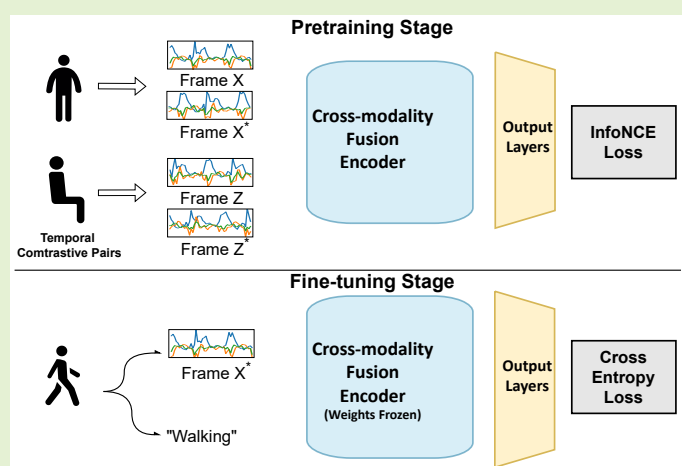 Pretraining Stage
Frame X
Frame X*
Frame Z
Frame Z*
Temporal
Comtrastive Pairs
Cross-modality
Fusion
Encoder
Output
Layers
InfoNCE
Loss
Fine-tuning Stage
Frame X*
"Walking"
Cross-modality
Fusion
Encoder
(Weights Frozen)
Output
Layers
Cross
Entropy
Loss